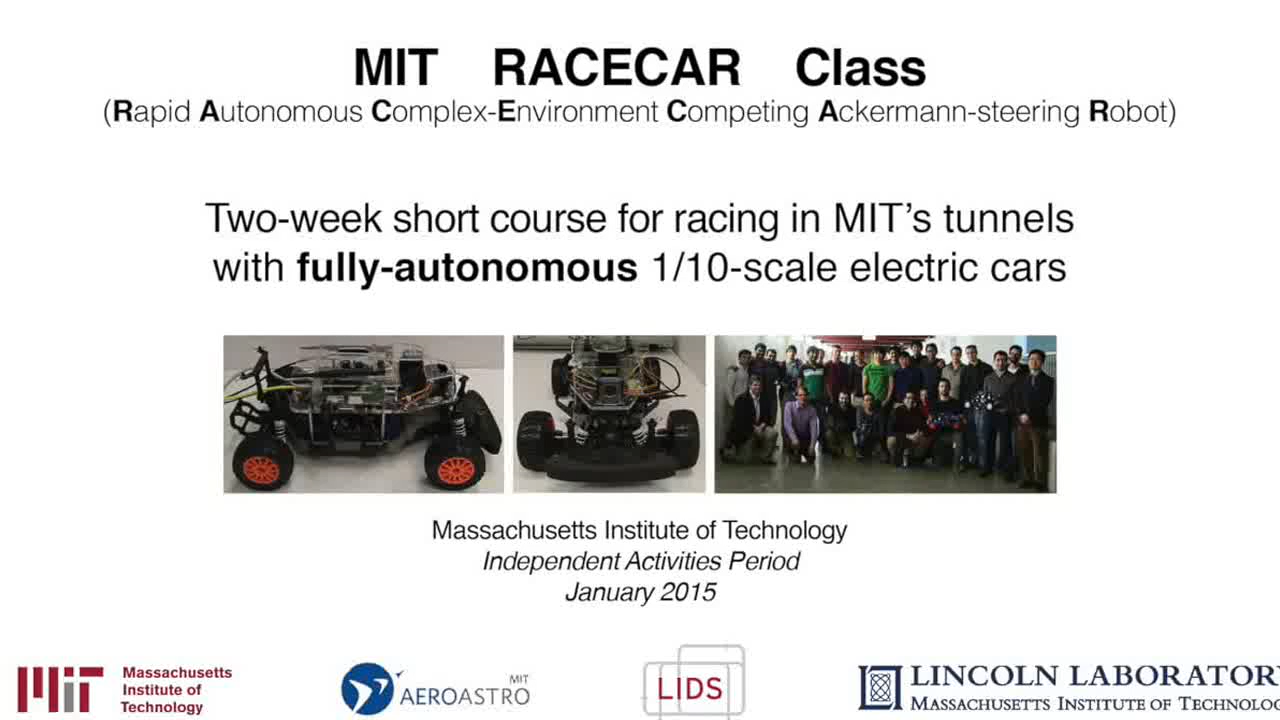 MIT RACECAR Class
(Rapid Autonomous Complex-Environment Competing Ackermann-steering Robot)
Two-week short course for racing in MIT's tunnels
with fully-autonomous 1/10-scale electric cars
Massachusetts Institute of Technology
Independent Activities Period
January 2015
MIT
Massachusetts
Institute of
Technology
MIT
AEROASTRO
LIDS
LINCOLN LABORATORY
MASSACHUSETTS INSTITUTE OF TECHNOLOG